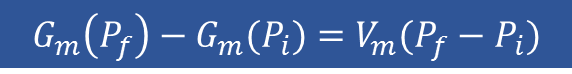 G_m(P_f) − G_m(P_i) = V_m(P_f − P_i)